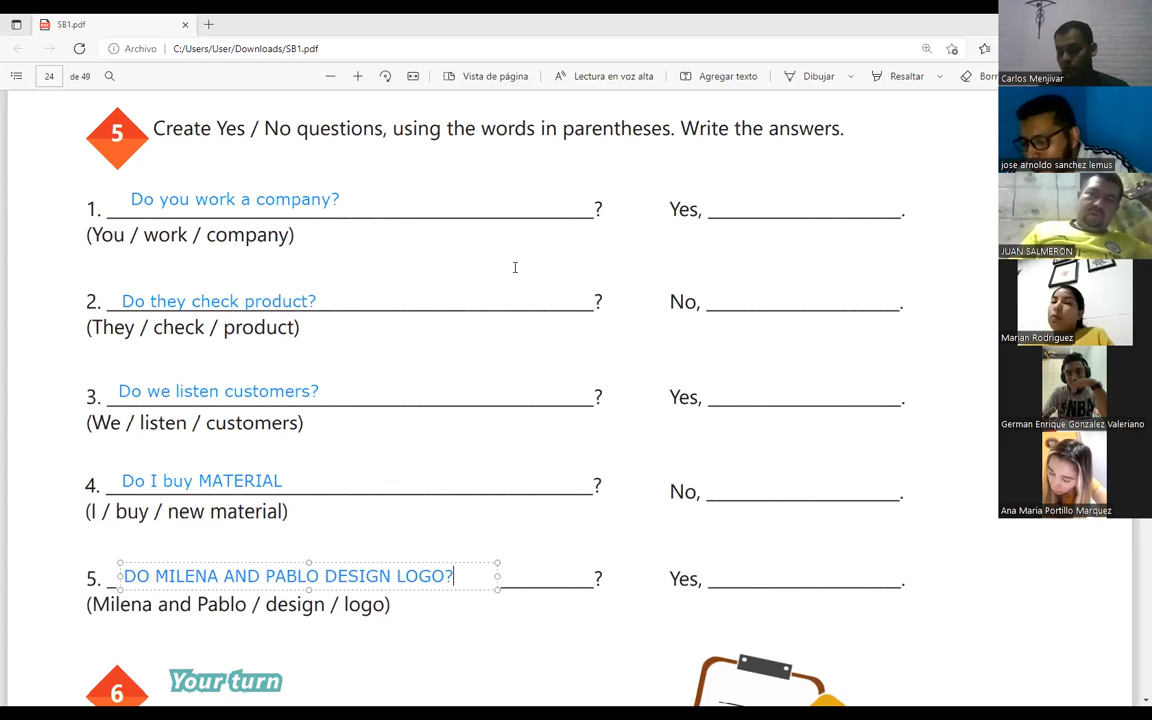 SB1.pdf
Archivo C:/Users/User/Downloads/SB1.pdf
24 de 49 Vista de página Lectura en voz alta Agregar texto Dibujar Resaltar Borr
5 Create Yes / No questions, using the words in parentheses. Write the answers.
1. Do you work a company? ? Yes, .
(You / work / company)
2. Do they check product? ? No, .
(They / check / product)
3. Do we listen customers? ? Yes, .
(We / listen / customers)
4. Do I buy MATERIAL ? No, .
(I / buy / new material)
5. DO MILENA AND PABLO DESIGN LOGO? ? Yes, .
(Milena and Pablo / design / logo)
6 Your turn
Carlos Menjivar
jose arnoldo sanchez lemus
JUAN SALMERON
Marian Rodriguez
NBA
German Enrique Gonzalez Valeriano
Ana Maria Portillo Marquez